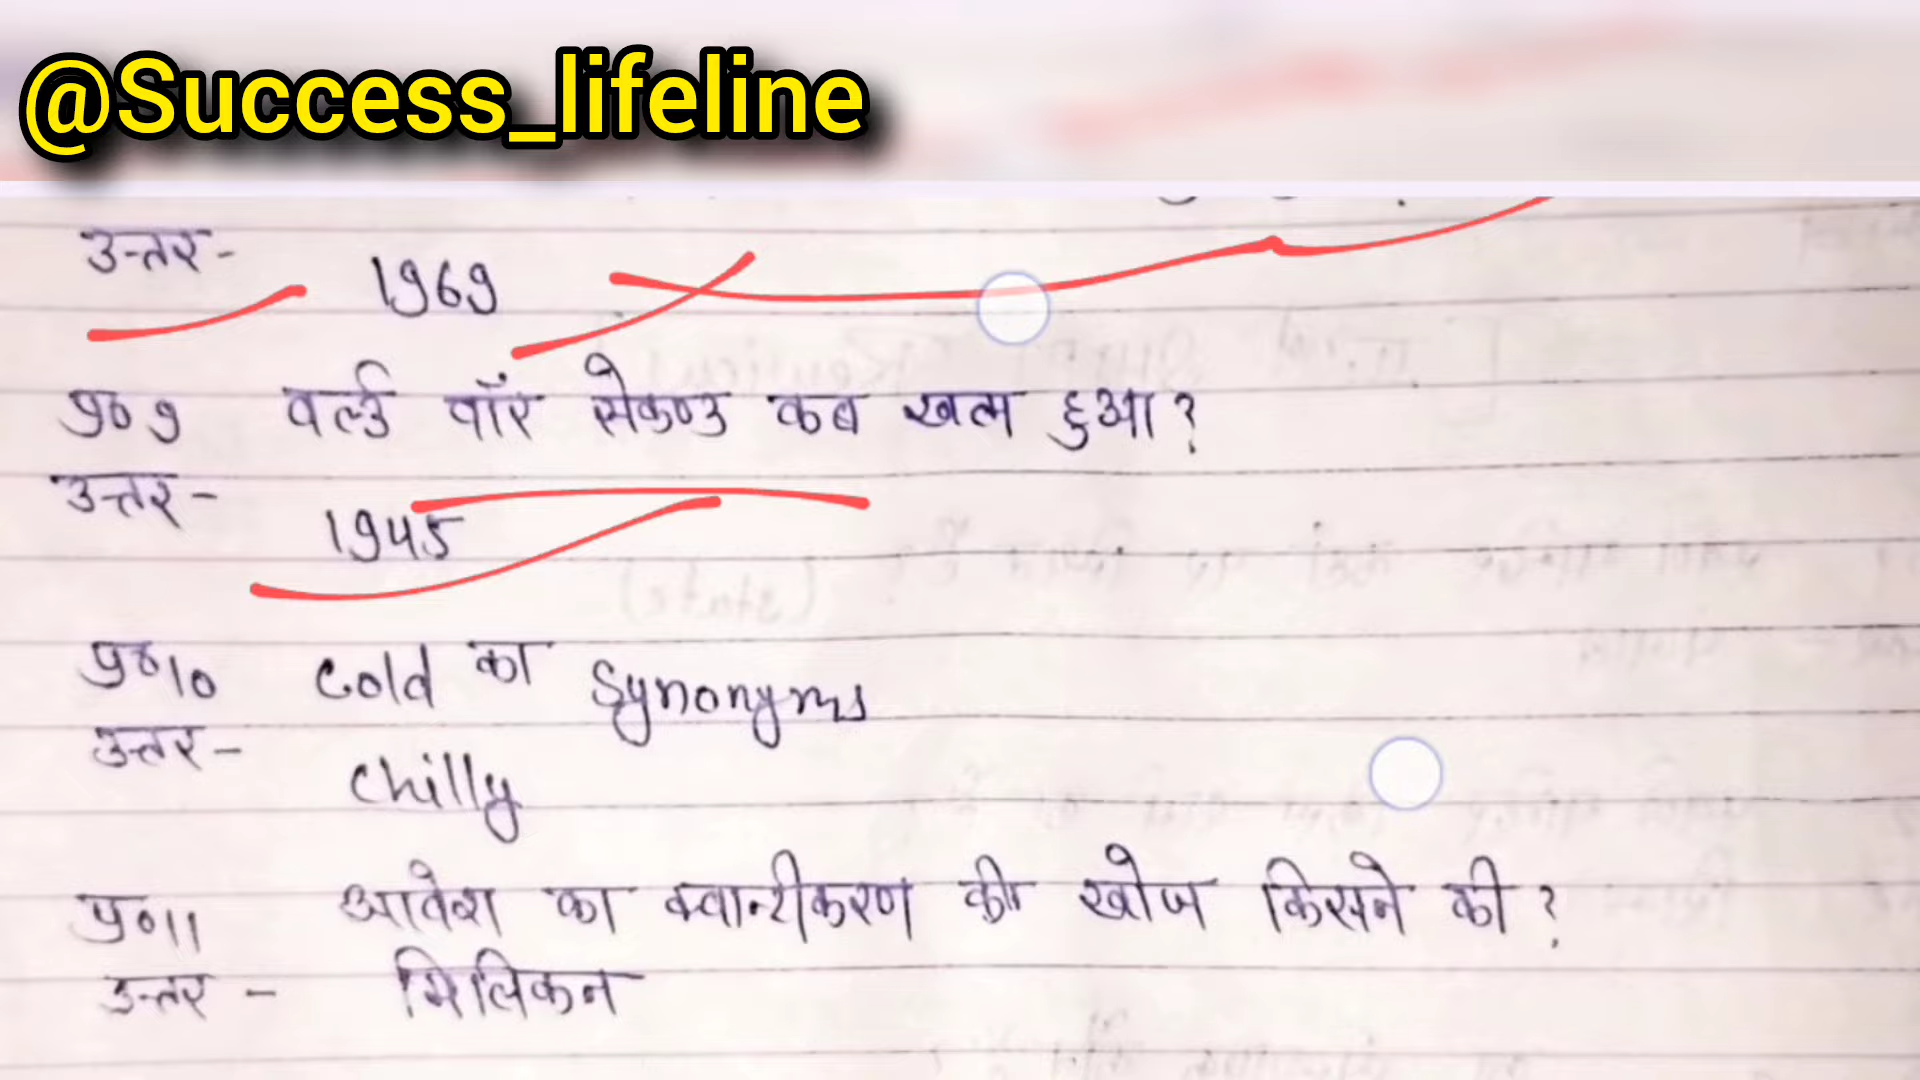 @Success_lifeline
उत्तर-
1969
प्र० 9 वर्ल्ड वॉर सेकण्ड कब खत्म हुआ?
उत्तर-
1945
प्र० 10 Cold का Synonyms
उत्तर-
Chilly
प्र० 11 आवेश का क्वान्टीकरण की खोज किसने की?
उत्तर - मिलिकन